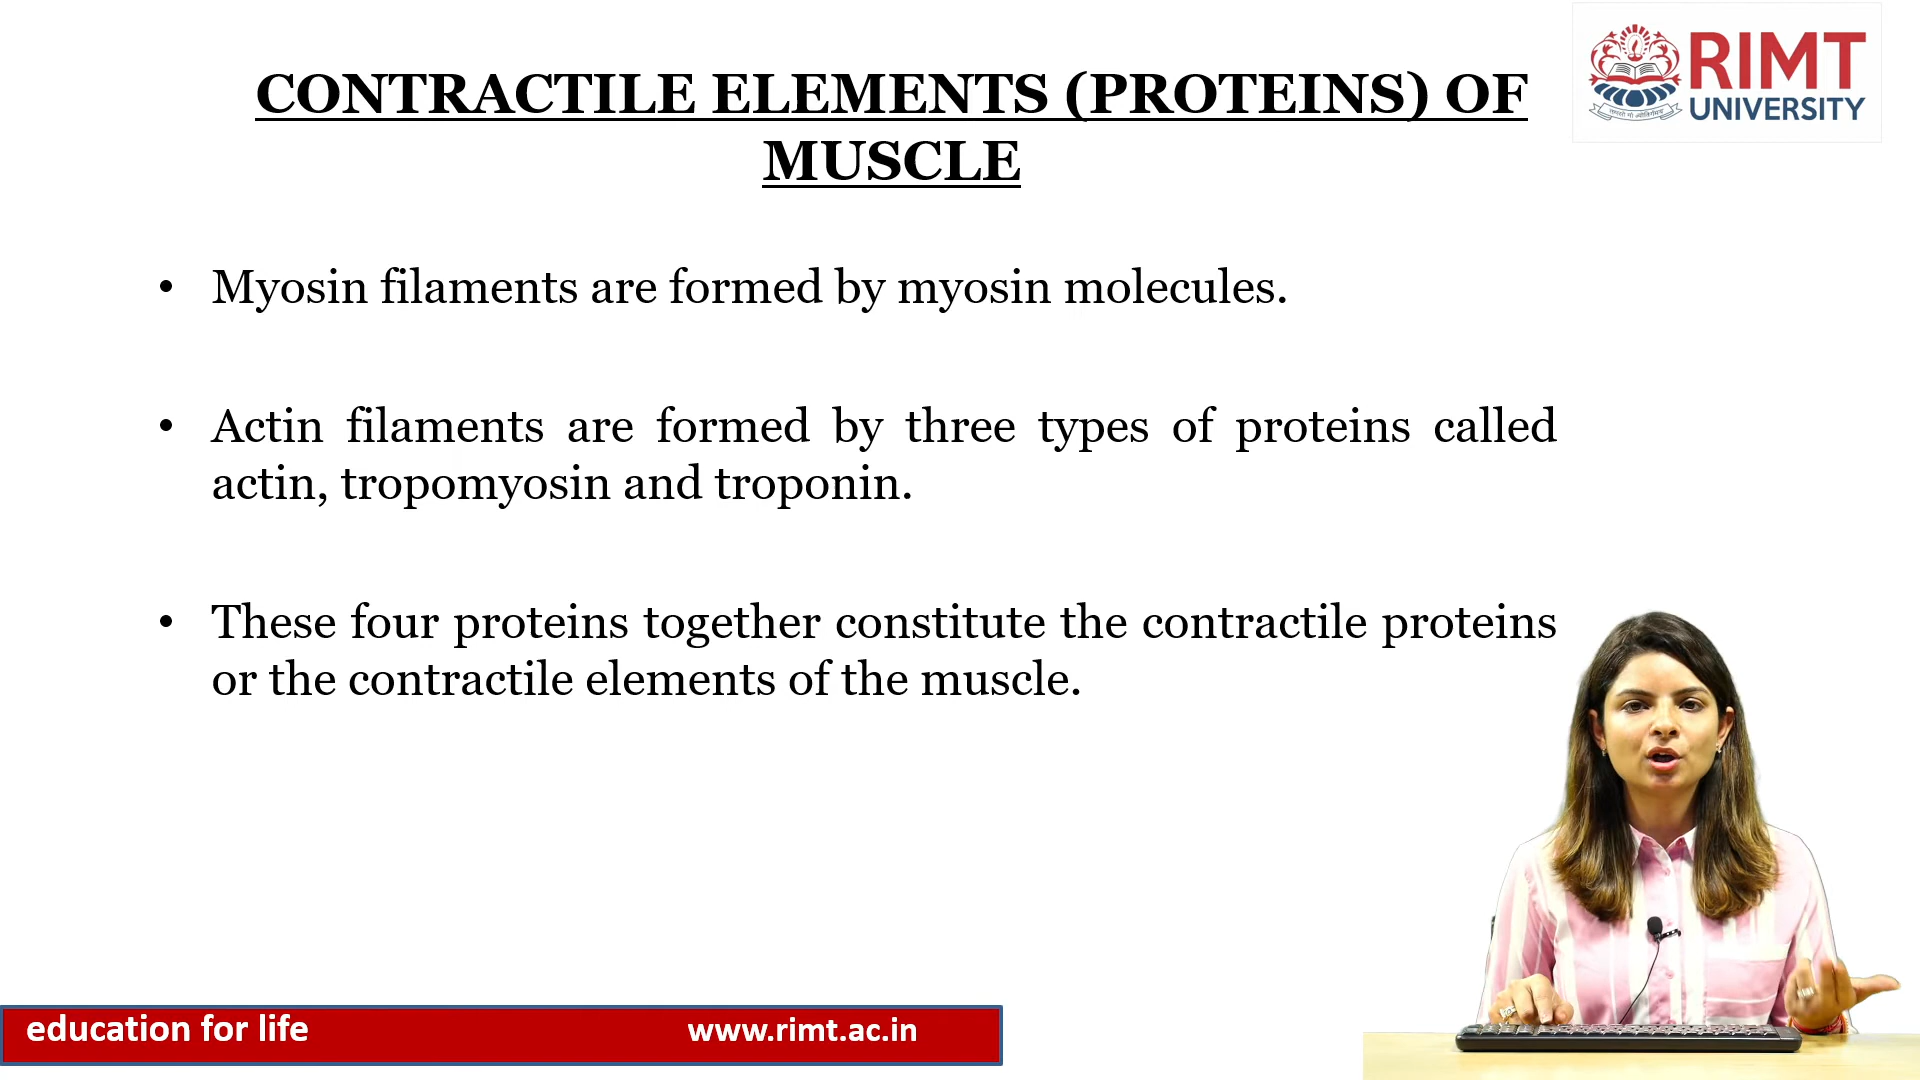 CONTRACTILE ELEMENTS (PROTEINS) OF
MUSCLE
RIMT
UNIVERSITY
• Myosin filaments are formed by myosin molecules.
• Actin filaments are formed by three types of proteins called
actin, tropomyosin and troponin.
• These four proteins together constitute the contractile proteins
or the contractile elements of the muscle.
education for life
www.rimt.ac.in